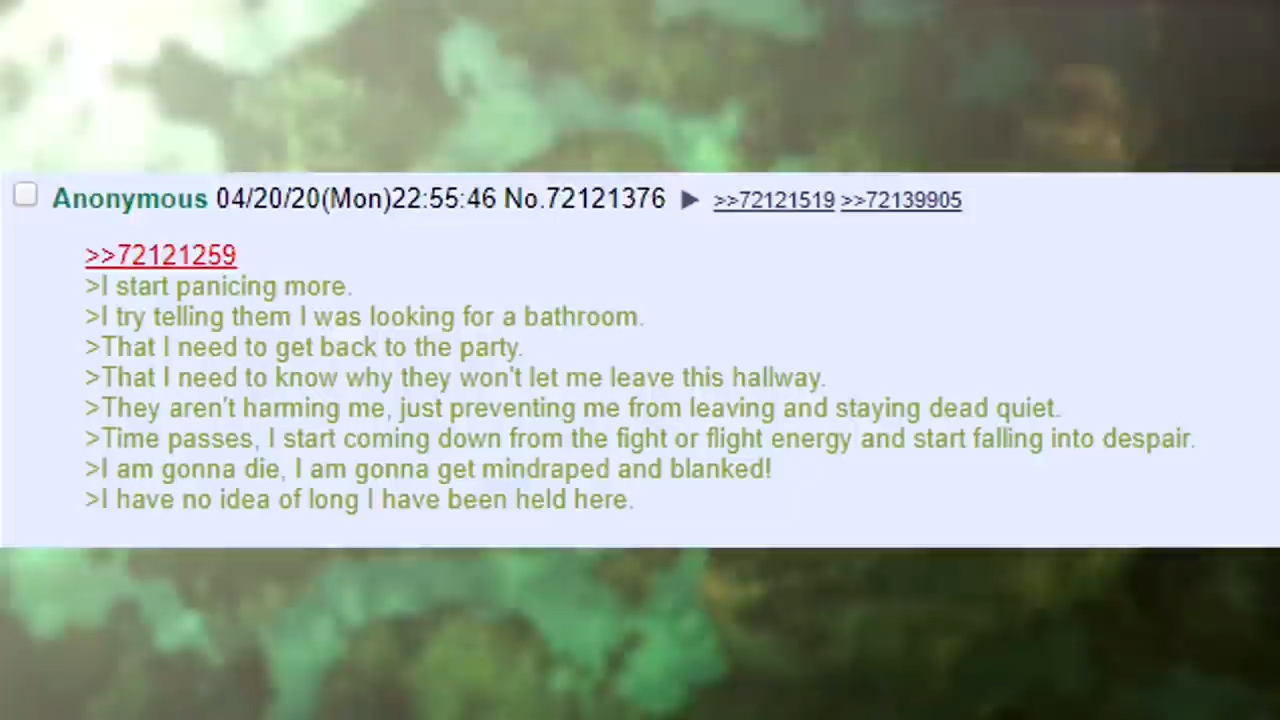 Anonymous 04/20/20(Mon)22:55:46 No.72121376 ▶ >>72121519 >>72139905
>>72121259
>I start panicing more.
>I try telling them I was looking for a bathroom.
>That I need to get back to the party.
>That I need to know why they won't let me leave this hallway.
>They aren't harming me, just preventing me from leaving and staying dead quiet.
>Time passes, I start coming down from the fight or flight energy and start falling into despair.
>I am gonna die, I am gonna get mindraped and blanked!
>I have no idea of long I have been held here.